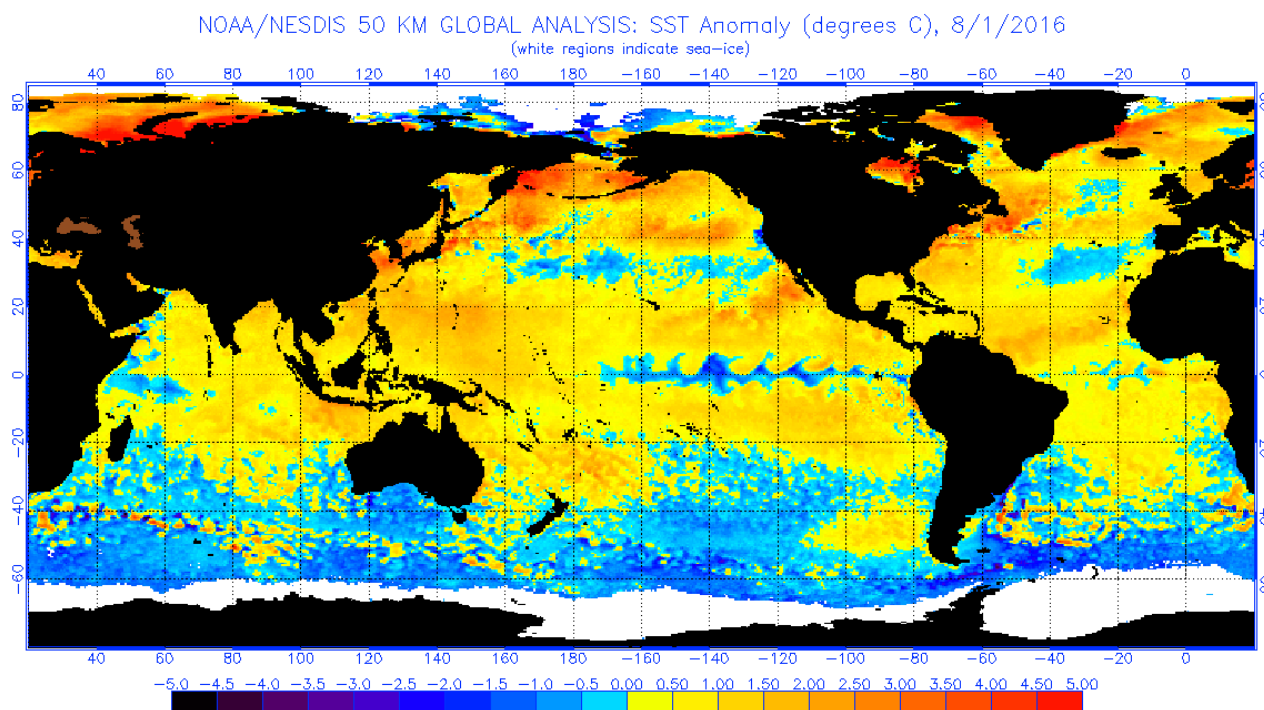 NOAA/NESDIS 50 KM GLOBAL ANALYSIS: SST Anomaly (degrees C), 8/1/2016
(white regions indicate sea-ice)
40 60 80 100 120 140 160 180 -160 -140 -120 -100 -80 -60 -40 -20 0
80
60
40
20
0
-20
-40
-60
40 60 80 100 120 140 160 180 -160 -140 -120 -100 -80 -60 -40 -20 0
-5.0 -4.5 -4.0 -3.5 -3.0 -2.5 -2.0 -1.5 -1.0 -0.5 0.00 0.50 1.00 1.50 2.00 2.50 3.00 3.50 4.00 4.50 5.00